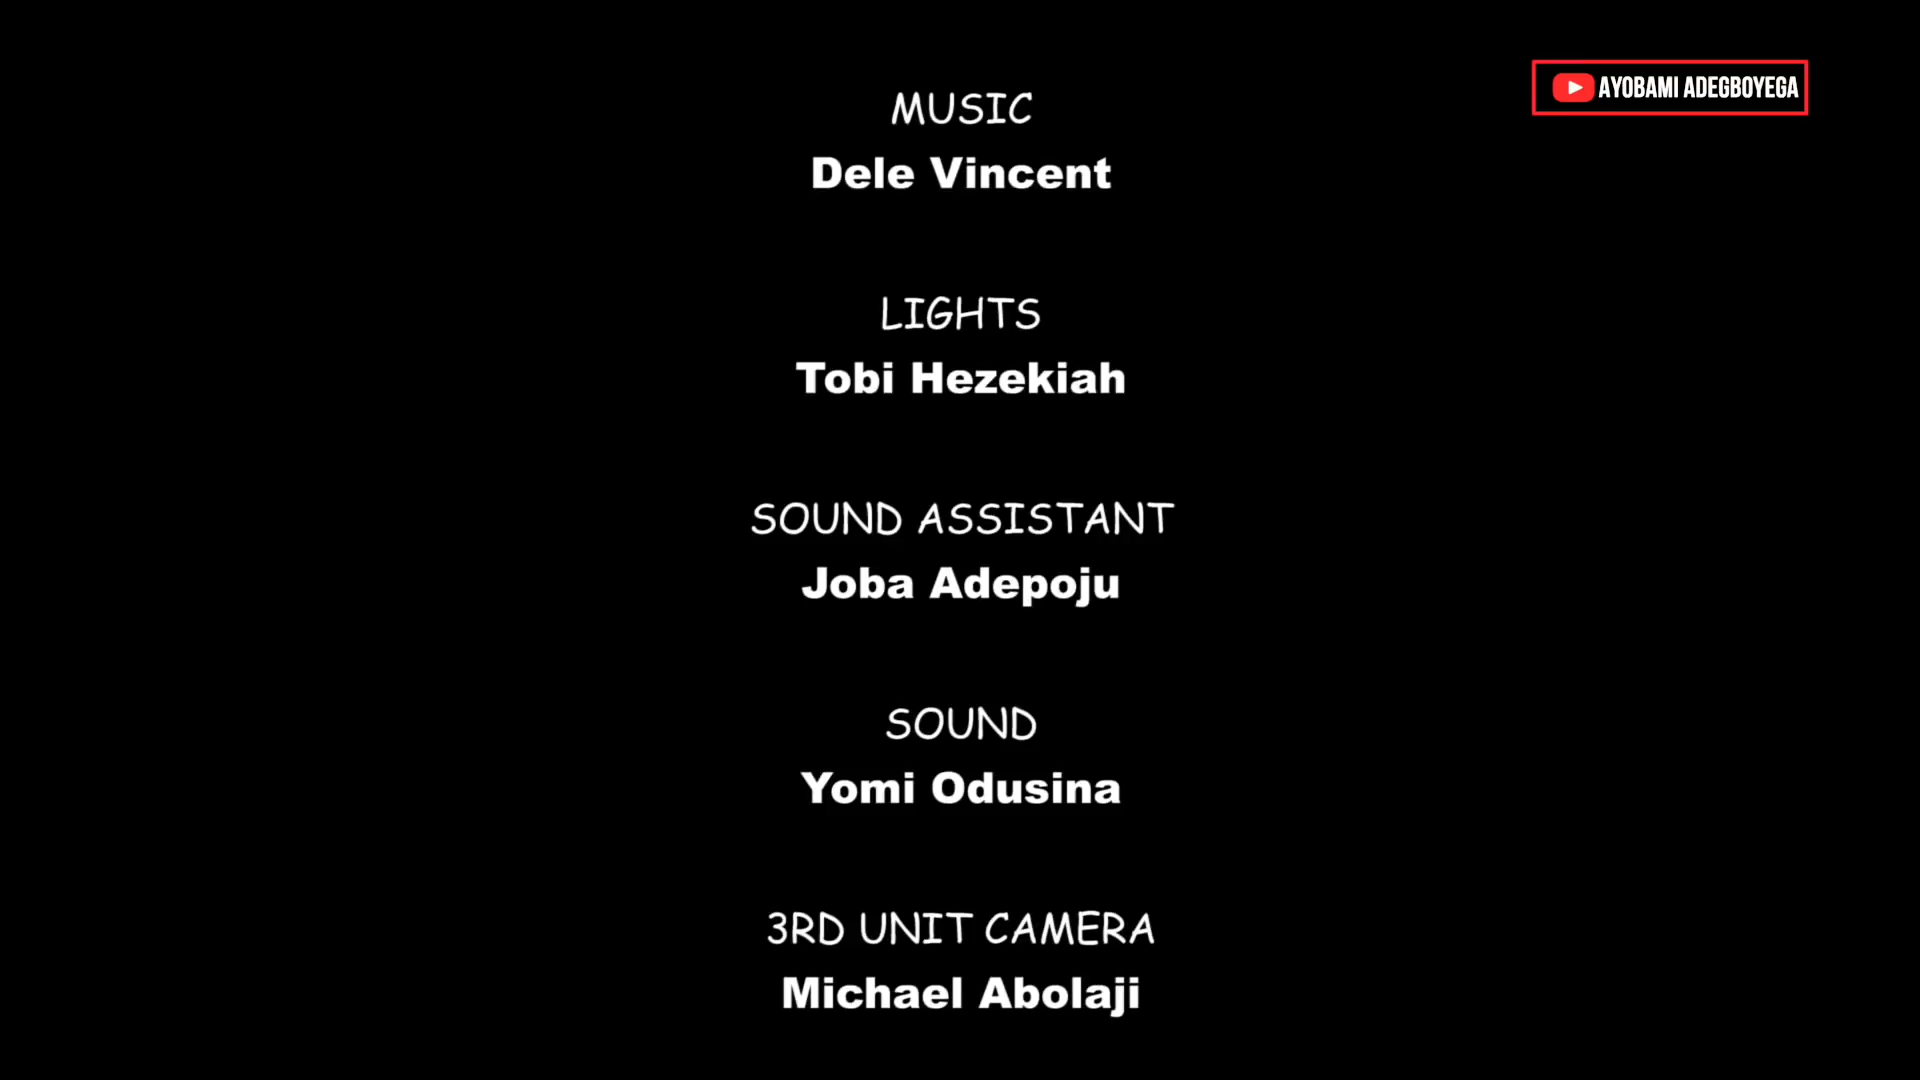 AYOBAMI ADEGBOYEGA
MUSIC
Dele Vincent
LIGHTS
Tobi Hezekiah
SOUND ASSISTANT
Joba Adepoju
SOUND
Yomi Odusina
3RD UNIT CAMERA
Michael Abolaji